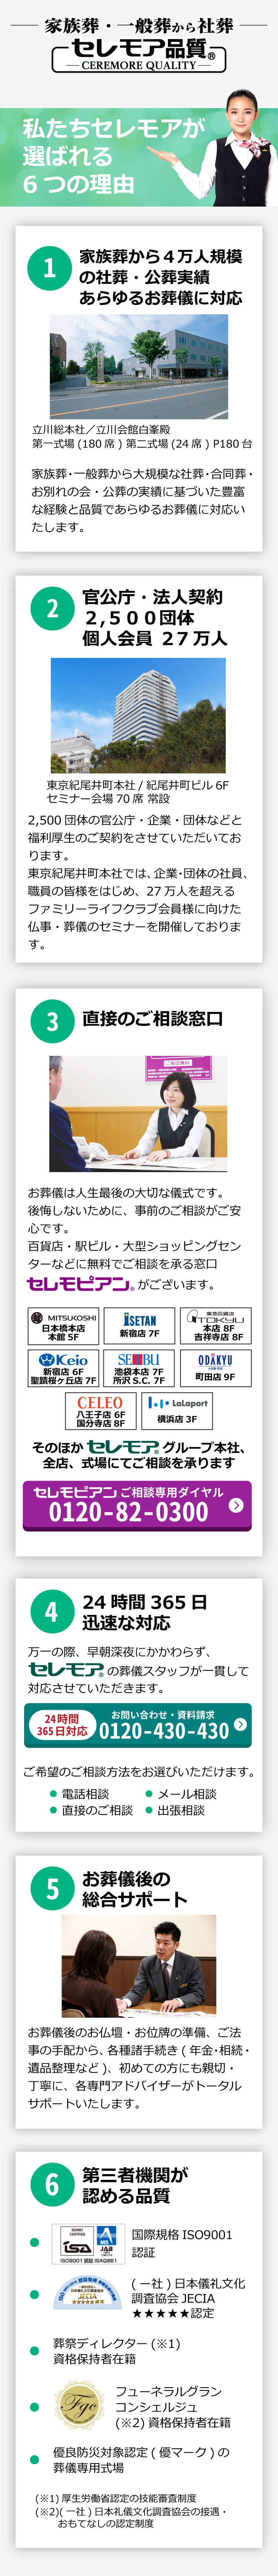 家族葬・一般葬から社葬
セレモア品質®
CEREMORE QUALITY
私たちセレモアが
選ばれる
６つの理由
1
家族葬から４万人規模
の社葬・公葬実績
あらゆるお葬儀に対応
立川総本社／立川会館白峯殿
第一式場(180席) 第二式場(24席) P180台
家族葬・一般葬から大規模な社葬・合同葬・
お別れの会・公葬の実績に基づいた豊富
な経験と品質であらゆるお葬儀に対応い
たします。
2
官公庁・法人契約
２,５００団体
個人会員 ２７万人
東京紀尾井町本社 / 紀尾井町ビル 6F
セミナー会場 70席 常設
2,500団体の官公庁・企業・団体などと
福利厚生のご契約をさせていただいてお
ります。
東京紀尾井町本社では、企業・団体の社員、
職員の皆様をはじめ、27万人を超える
ファミリーライフクラブ会員様に向けた
仏事・葬儀のセミナーを開催しておりま
す。
3
直接のご相談窓口
お葬儀は人生最後の大切な儀式です。
後悔しないために、事前のご相談がご安
心です。
百貨店・駅ビル・大型ショッピングセン
ターなどに無料でご相談を承る窓口
セレモピアン® がございます。
MITSUKOSHI
日本橋本店
本館 5F
ISETAN
新宿店 7F
東急百貨店
TOKYU
本店 8F
吉祥寺店 8F
Keio
新宿店 6F
聖蹟桜ヶ丘店 7F
SEIBU
池袋本店 7F
所沢 S.C. 7F
ODAKYU
町田店 9F
CELEO
八王子店 6F
国分寺店 8F
LaLaport
横浜店 3F
そのほか セレモア® グループ本社、
全店、式場にてご相談を承ります
セレモピアン ご相談専用ダイヤル
0120-82-0300
4
24時間365日
迅速な対応
万一の際、早朝深夜にかかわらず、
セレモア® の葬儀スタッフが一貫して
対応させていただきます。
24時間
365日対応
お問い合わせ・資料請求
0120-430-430
ご希望のご相談方法をお選びいただけます。
● 電話相談 ● メール相談
● 直接のご相談 ● 出張相談
5
お葬儀後の
総合サポート
お葬儀後のお仏壇・お位牌の準備、ご法
事の手配から、各種諸手続き(年金・相続・
遺品整理など)、初めての方にも親切・
丁寧に、各専門アドバイザーがトータル
サポートいたします。
6
第三者機関が
認める品質
ISO9001 認証 ISAQ861
国際規格 ISO9001
認証
(一社)日本儀礼文化
調査協会 JECIA
★★★★★認定
葬祭ディレクター(※1)
資格保持者在籍
Fgc
フューネラルグラン
コンシェルジュ
(※2)資格保持者在籍
優良防災対象認定(優マーク)の
葬儀専用式場
(※1)厚生労働省認定の技能審査制度
(※2)(一社)日本礼儀文化調査協会の接遇・
おもてなしの認定制度